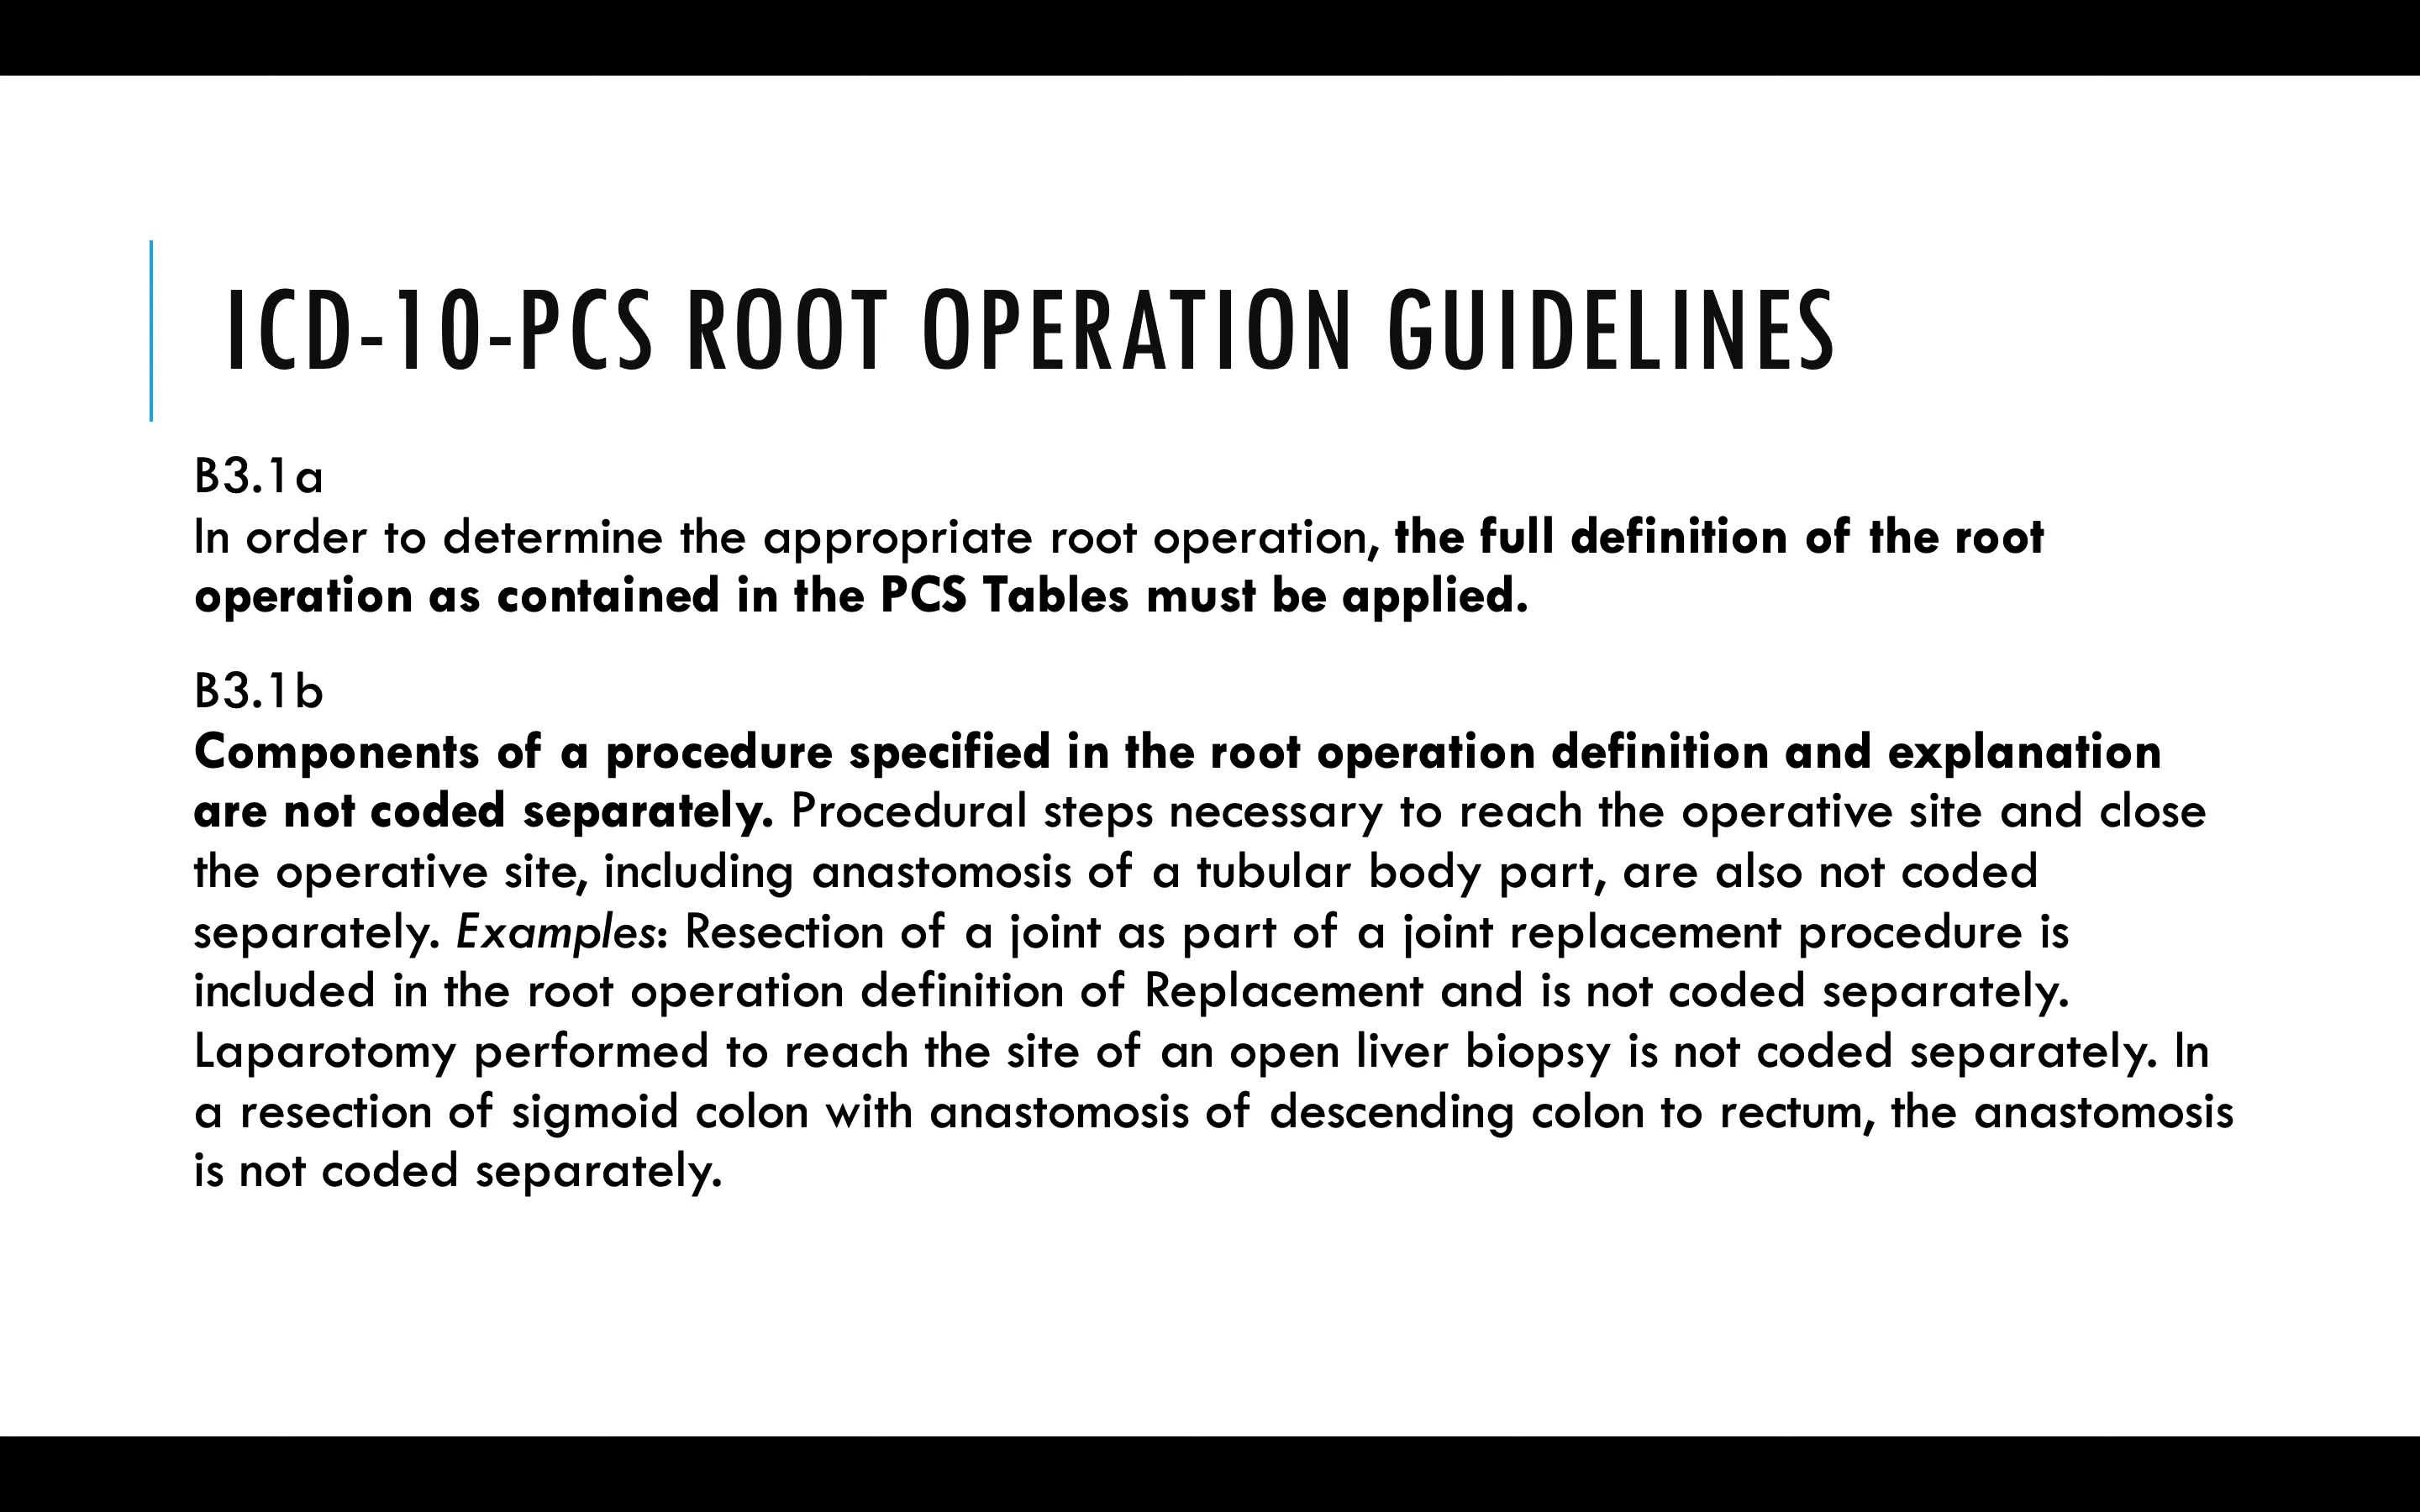 ICD-10-PCS ROOT OPERATION GUIDELINES
B3.1a
In order to determine the appropriate root operation, the full definition of the root
operation as contained in the PCS Tables must be applied.
B3.1b
Components of a procedure specified in the root operation definition and explanation
are not coded separately. Procedural steps necessary to reach the operative site and close
the operative site, including anastomosis of a tubular body part, are also not coded
separately. Examples: Resection of a joint as part of a joint replacement procedure is
included in the root operation definition of Replacement and is not coded separately.
Laparotomy performed to reach the site of an open liver biopsy is not coded separately. In
a resection of sigmoid colon with anastomosis of descending colon to rectum, the anastomosis
is not coded separately.